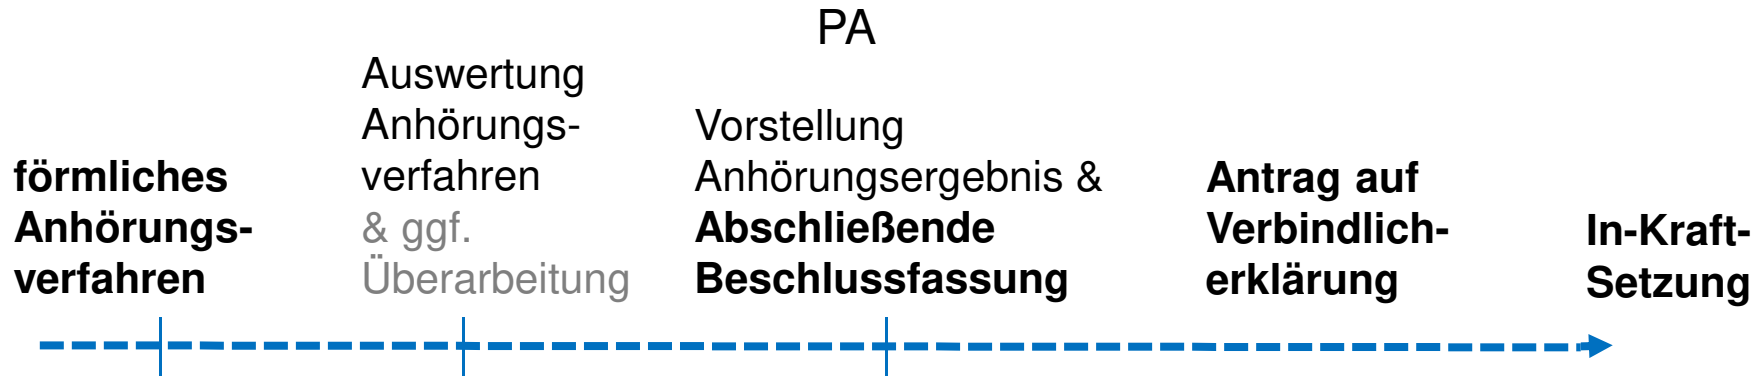 förmliches
Anhörungs-
verfahren
Auswertung
Anhörungs-
verfahren
& ggf.
Überarbeitung
PA
Vorstellung
Anhörungsergebnis &
Abschließende
Beschlussfassung
Antrag auf
Verbindlich-
erklärung
In-Kraft-
Setzung